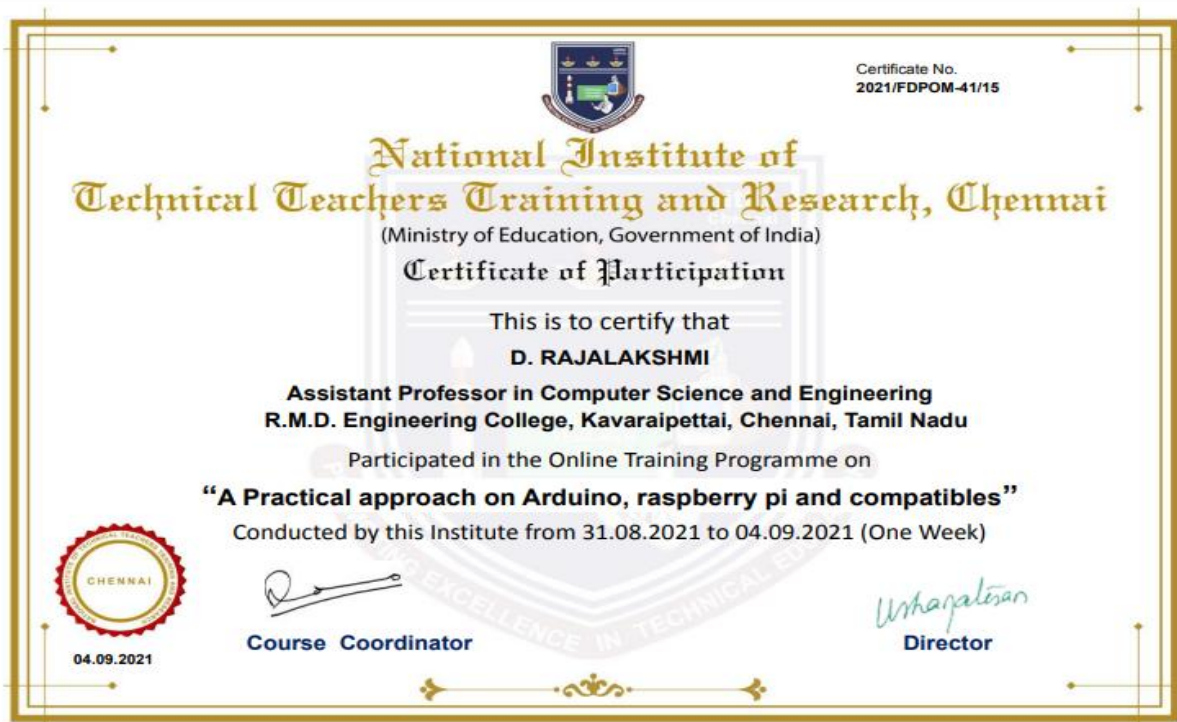 Certificate No.
2021/FDPOM-41/15
National Institute of
Technical Teachers Training and Research, Chennai
(Ministry of Education, Government of India)
Certificate of Participation
This is to certify that
D. RAJALAKSHMI
Assistant Professor in Computer Science and Engineering
R.M.D. Engineering College, Kavaraipettai, Chennai, Tamil Nadu
Participated in the Online Training Programme on
“A Practical approach on Arduino, raspberry pi and compatibles”
Conducted by this Institute from 31.08.2021 to 04.09.2021 (One Week)
CHENNAI
04.09.2021
Course Coordinator
Director